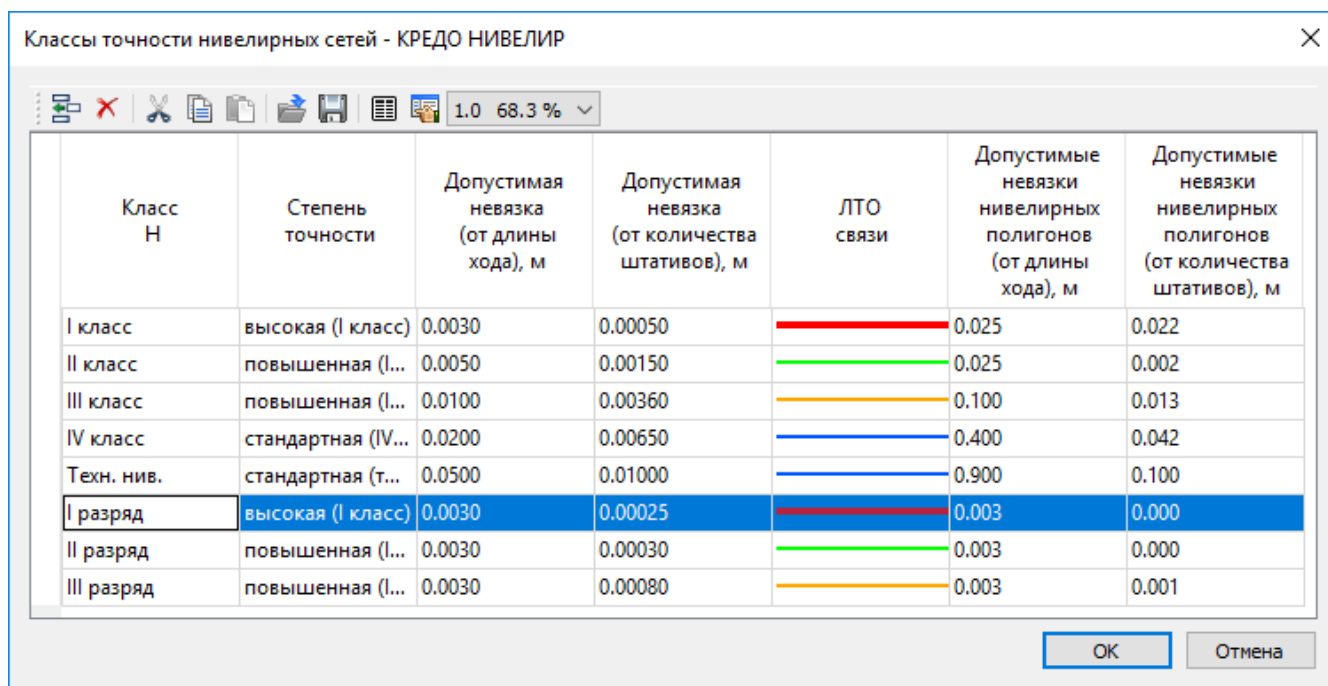 Классы точности нивелирных сетей - КРЕДО НИВЕЛИР
1.0 68.3 %
Класс
Н
Степень
точности
Допустимая
невязка
(от длины
хода), м
Допустимая
невязка
(от количества
штативов), м
ЛТО
связи
Допустимые
невязки
нивелирных
полигонов
(от длины
хода), м
Допустимые
невязки
нивелирных
полигонов
(от количества
штативов), м
I класс высокая (I класс) 0.0030 0.00050 0.025 0.022
II класс повышенная (I... 0.0050 0.00150 0.025 0.002
III класс повышенная (I... 0.0100 0.00360 0.100 0.013
IV класс стандартная (IV... 0.0200 0.00650 0.400 0.042
Техн. нив. стандартная (т... 0.0500 0.01000 0.900 0.100
I разряд высокая (I класс) 0.0030 0.00025 0.003 0.000
II разряд повышенная (I... 0.0030 0.00030 0.003 0.000
III разряд повышенная (I... 0.0030 0.00080 0.003 0.001
ОК Отмена